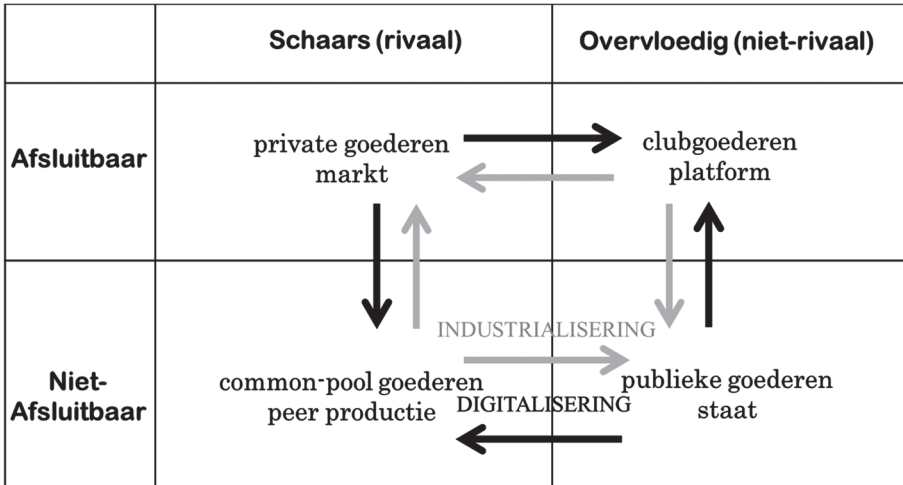 Schaars (rivaal)
Overvloedig (niet-rivaal)
Afsluitbaar
private goederen
markt
clubgoederen
platform
INDUSTRIALISERING
Niet-
Afsluitbaar
common-pool goederen
peer productie
DIGITALISERING
publieke goederen
staat